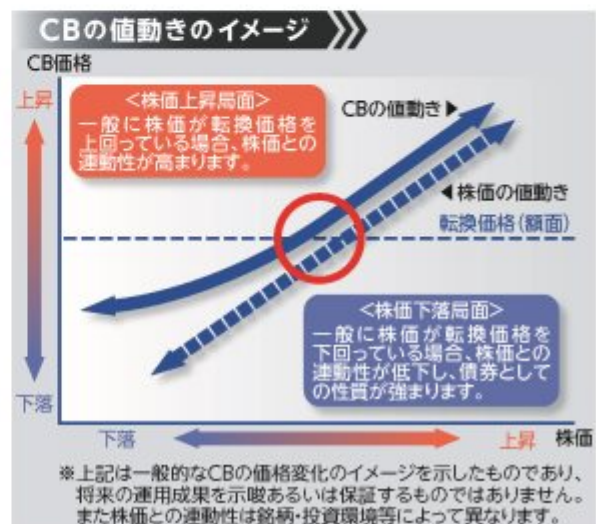 CBの値動きのイメージ
CB価格
上昇
<株価上昇局面>
一般に株価が転換価格を
上回っている場合、株価との
連動性が高まります。
CBの値動き▶
◀株価の値動き
転換価格(額面)
<株価下落局面>
一般に株価が転換価格を
下回っている場合、株価との
連動性が低下し、債券として
の性質が強まります。
下落
下落
上昇
株価
※上記は一般的なCBの価格変化のイメージを示したものであり、
将来の運用成果を示唆あるいは保証するものではありません。
また株価との連動性は銘柄・投資環境等によって異なります。